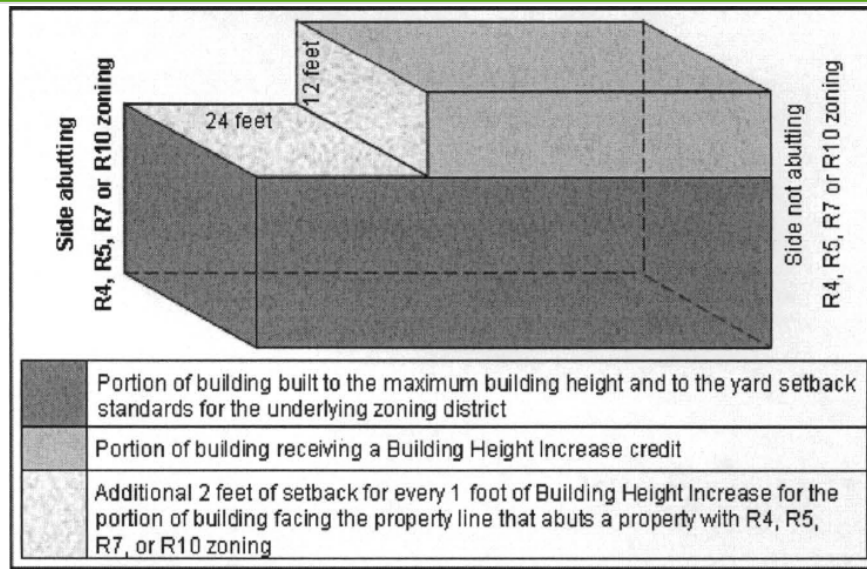 12 feet
24 feet
Side abutting
R4, R5, R7 or R10 zoning
Side not abutting
R4, R5, R7 or R10 zoning
Portion of building built to the maximum building height and to the yard setback
standards for the underlying zoning district
Portion of building receiving a Building Height Increase credit
Additional 2 feet of setback for every 1 foot of Building Height Increase for the
portion of building facing the property line that abuts a property with R4, R5,
R7, or R10 zoning